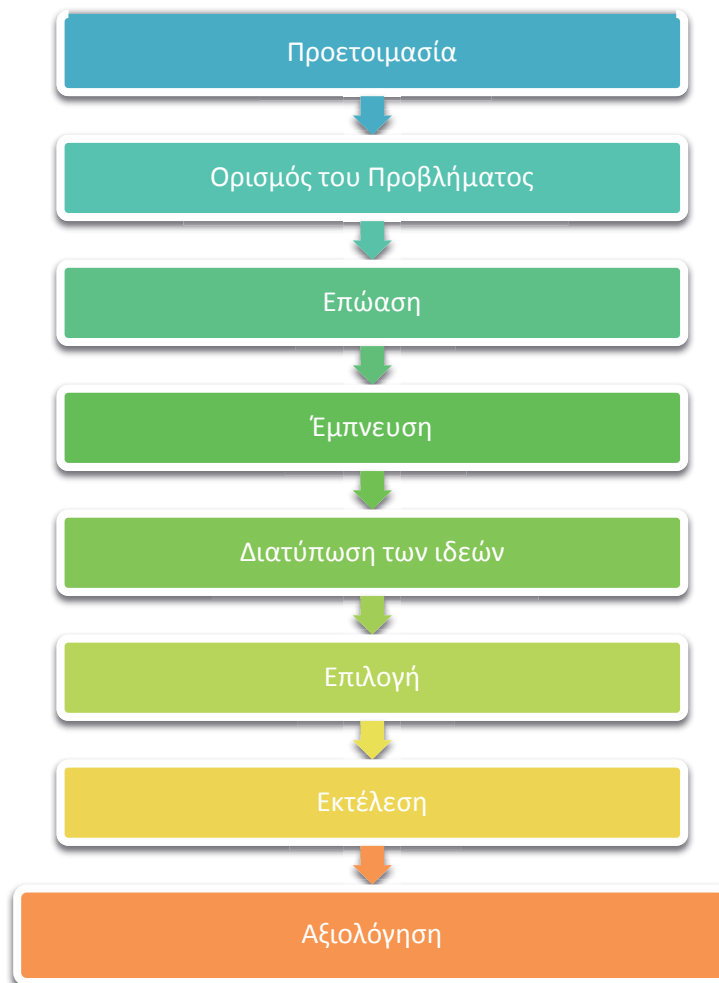 Προετοιμασία
Ορισμός του Προβλήματος
Επώαση
Έμπνευση
Διατύπωση των ιδεών
Επιλογή
Εκτέλεση
Αξιολόγηση